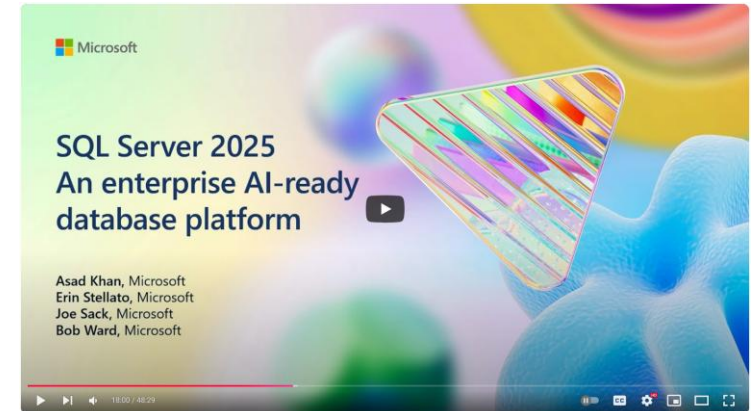 Microsoft
SQL Server 2025
An enterprise AI-ready
database platform
Asad Khan, Microsoft
Erin Stellato, Microsoft
Joe Sack, Microsoft
Bob Ward, Microsoft
18:00 / 48:29
CC